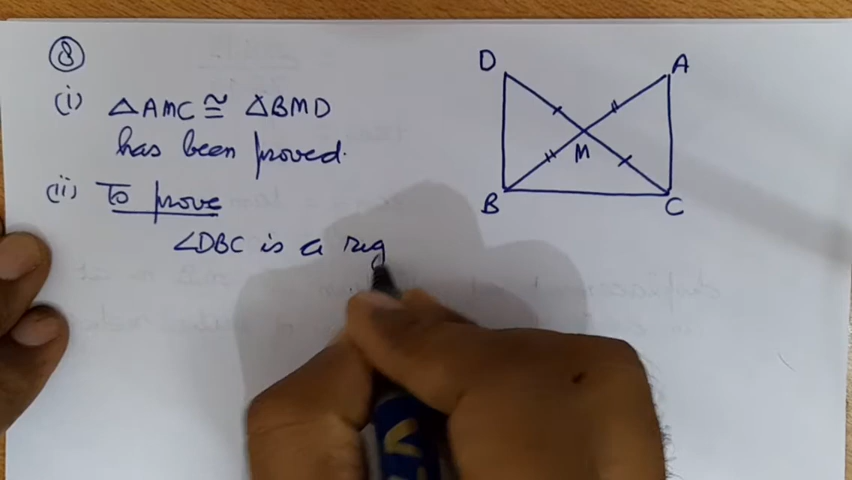 8
(i) △AMC ≅ △BMD
has been proved.
(ii) To prove
∠DBC is a rig
D
A
M
B
C